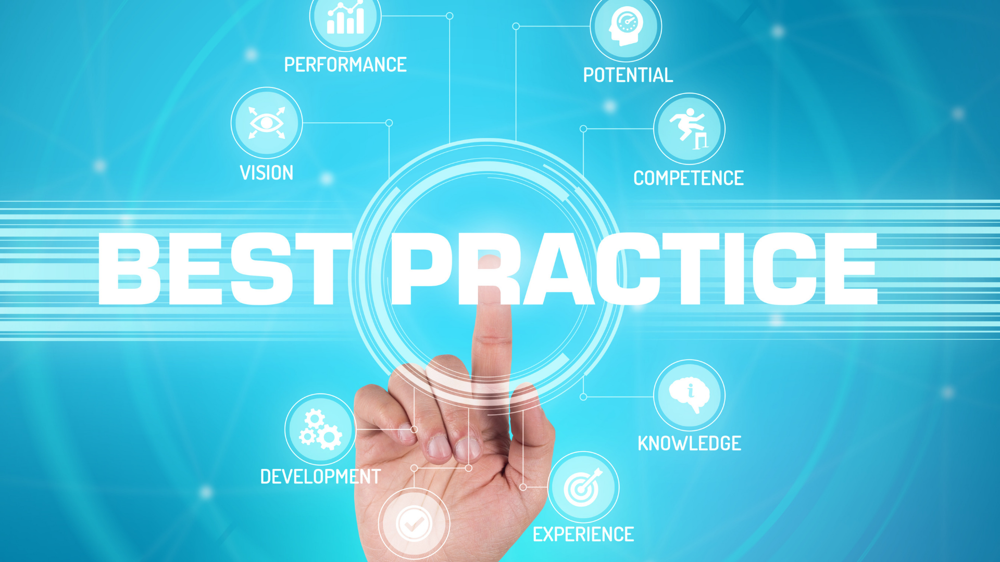 PERFORMANCE
POTENTIAL
VISION
COMPETENCE
BEST PRACTICE
KNOWLEDGE
DEVELOPMENT
EXPERIENCE